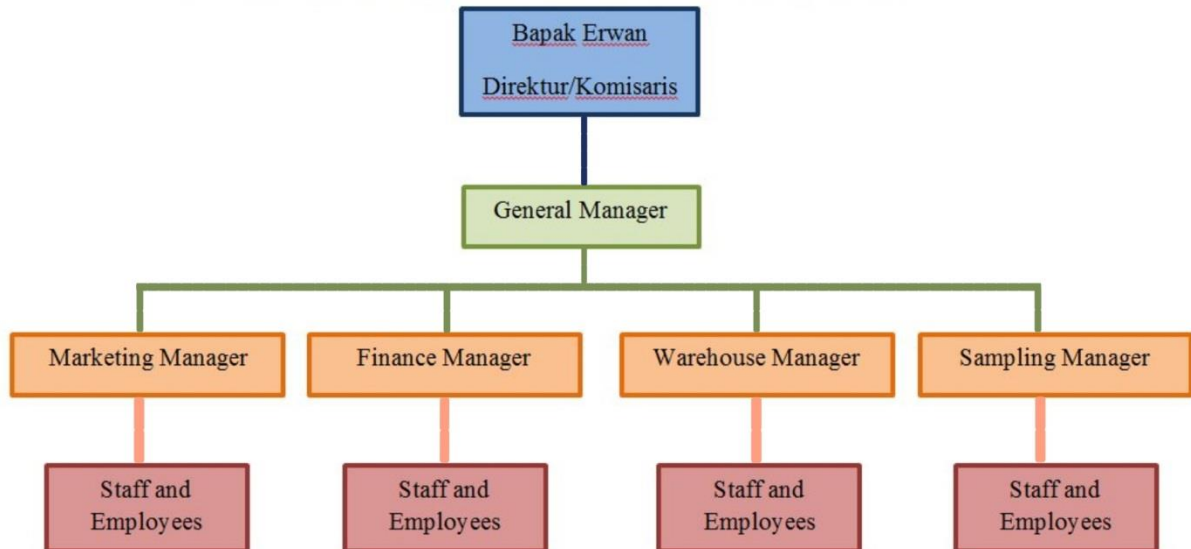 Bapak Erwan
Direktur/Komisaris
General Manager
Marketing Manager
Finance Manager
Warehouse Manager
Sampling Manager
Staff and
Employees
Staff and
Employees
Staff and
Employees
Staff and
Employees